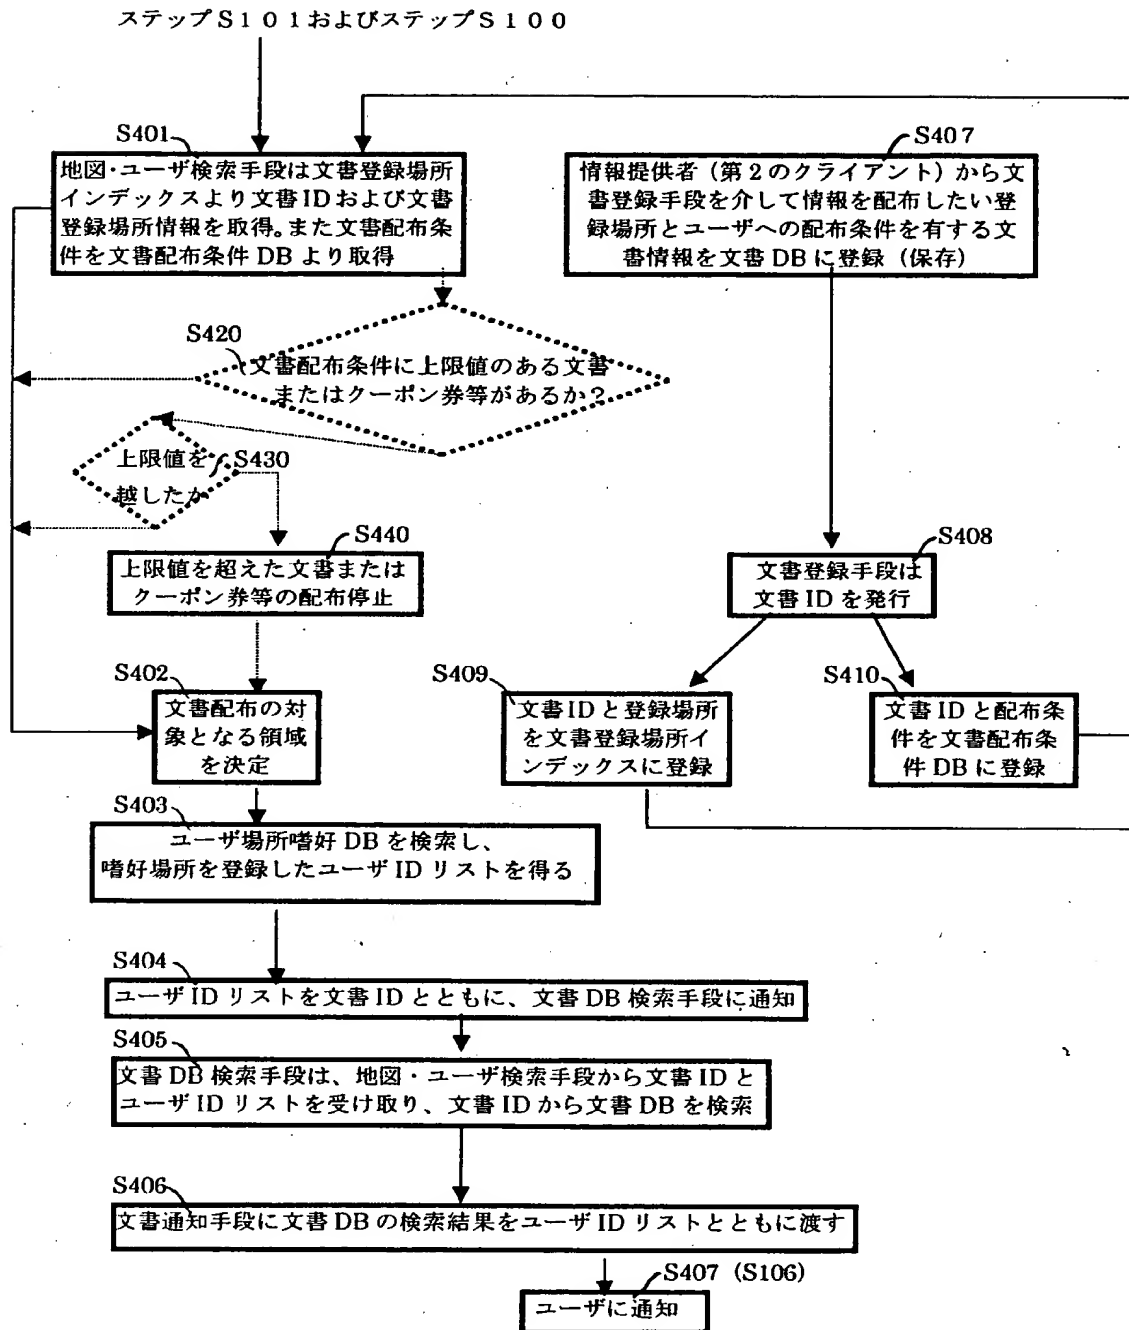 ステップS101およびステップS100
S401
地図・ユーザ検索手段は文書登録場所
インデックスより文書IDおよび文書
登録場所情報を取得。また文書配布条
件を文書配布条件DBより取得
S407
情報提供者(第2のクライアント)から文
書登録手段を介して情報を配布したい登
録場所とユーザへの配布条件を有する文
書情報を文書DBに登録(保存)
S420
文書配布条件に上限値のある文書
またはクーポン券等があるか?
上限値を
越したか
S430
S440
上限値を超えた文書または
クーポン券等の配布停止
S408
文書登録手段は
文書IDを発行
S402
文書配布の対
象となる領域
を決定
S409
文書IDと登録場所
を文書登録場所イ
ンデックスに登録
S410
文書IDと配布条
件を文書配布条
件DBに登録
S403
ユーザ場所嗜好DBを検索し、
嗜好場所を登録したユーザIDリストを得る
S404
ユーザIDリストを文書IDとともに、文書DB検索手段に通知
S405
文書DB検索手段は、地図・ユーザ検索手段から文書IDと
ユーザIDリストを受け取り、文書IDから文書DBを検索
S406
文書通知手段に文書DBの検索結果をユーザIDリストとともに渡す
S407(S106)
ユーザに通知